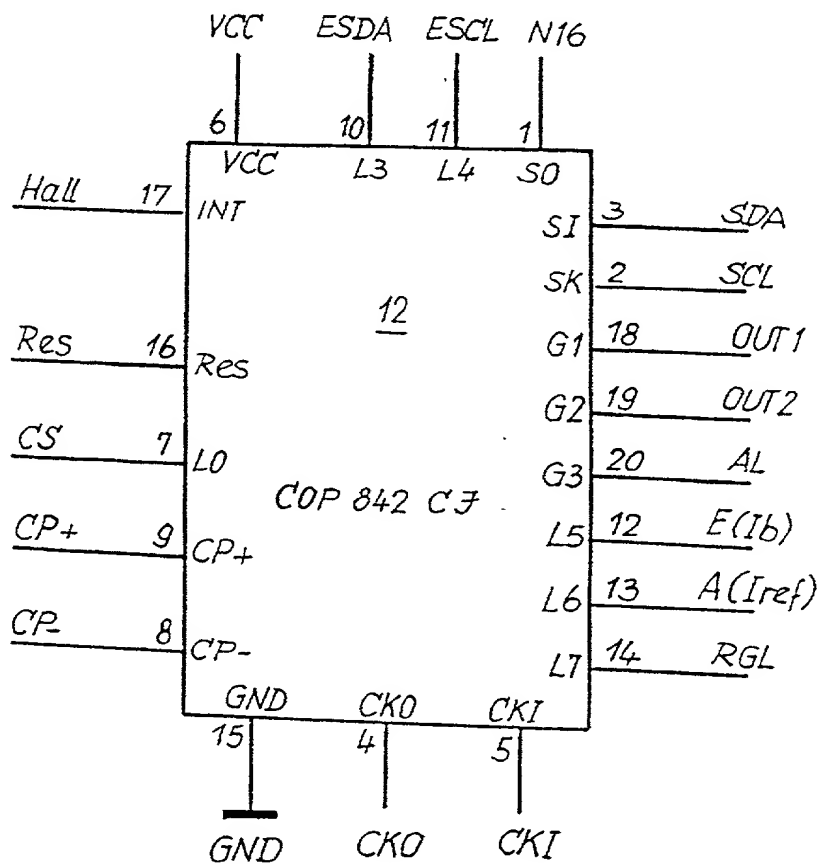 VCC ESDA ESCL N16
6 10 11 1
VCC L3 L4 SO
Hall 17 INT
SI 3 SDA
SK 2 SCL
12
Res 16 Res
G1 18 OUT1
G2 19 OUT2
CS 7 L0
G3 20 AL
COP 842 CJ
CP+ 9 CP+
L5 12 E(Ib)
L6 13 A(Iref)
CP- 8 CP-
L7 14 RGL
GND CKO CKI
15 4 5
GND CKO CKI